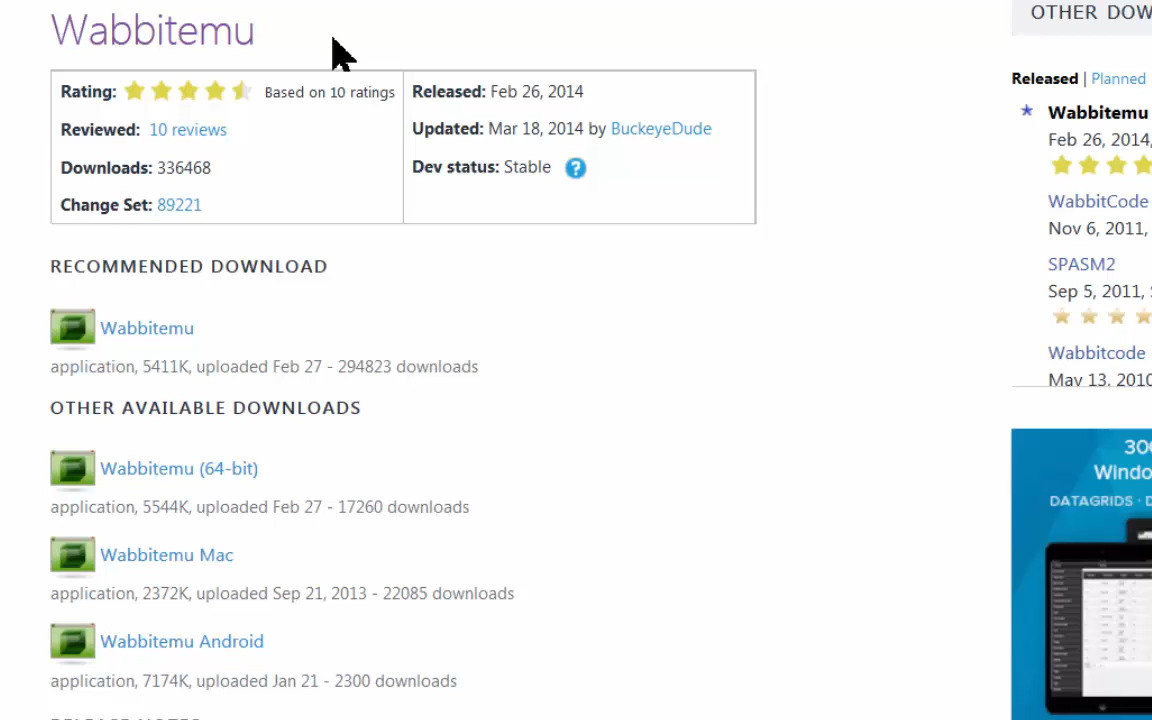 Wabbitemu
Rating: Based on 10 ratings
Reviewed: 10 reviews
Downloads: 336468
Change Set: 89221
Released: Feb 26, 2014
Updated: Mar 18, 2014 by BuckeyeDude
Dev status: Stable ?
RECOMMENDED DOWNLOAD
Wabbitemu
application, 5411K, uploaded Feb 27 - 294823 downloads
OTHER AVAILABLE DOWNLOADS
Wabbitemu (64-bit)
application, 5544K, uploaded Feb 27 - 17260 downloads
Wabbitemu Mac
application, 2372K, uploaded Sep 21, 2013 - 22085 downloads
Wabbitemu Android
application, 7174K, uploaded Jan 21 - 2300 downloads
RELEASE NOTES
OTHER DOW
Released | Planned
Wabbitemu
Feb 26, 2014,
WabbitCode
Nov 6, 2011,
SPASM2
Sep 5, 2011,
Wabbitcode
May 13, 2010
300
Windo
DATAGRIDS ·